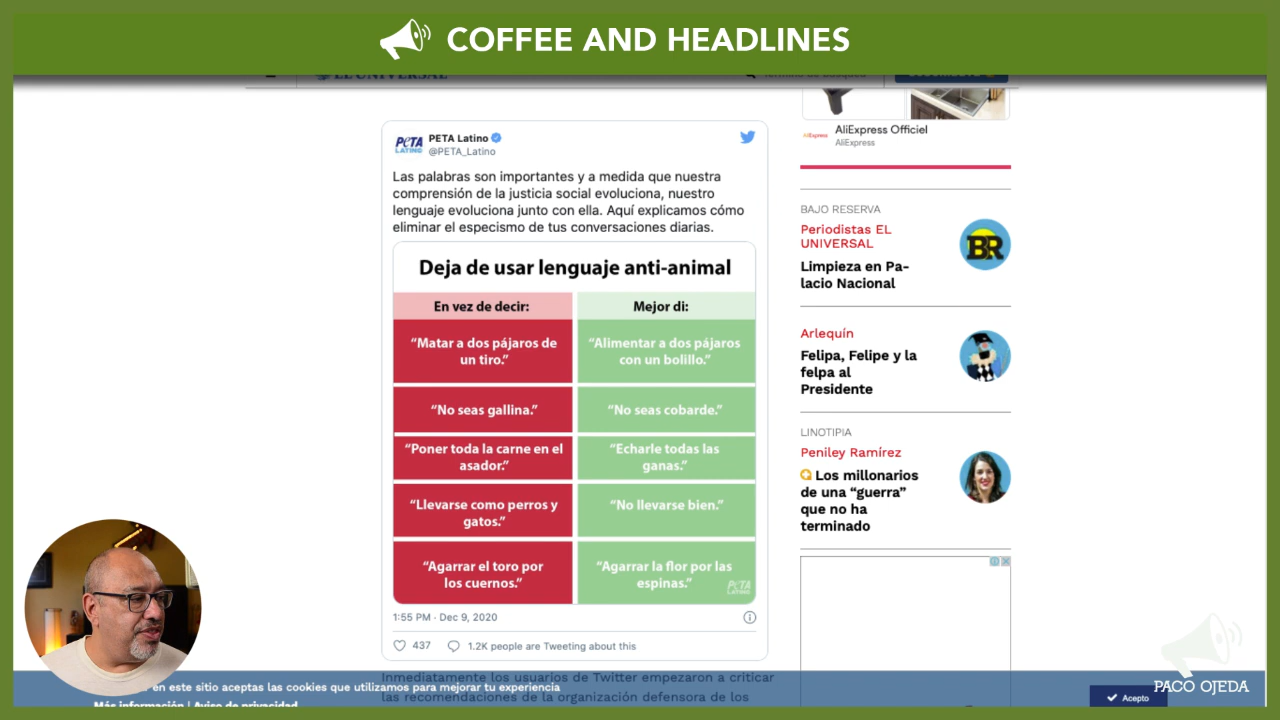 COFFEE AND HEADLINES
EL UNIVERSAL
PETA
LATINO
PETA Latino
@PETA_Latino
Las palabras son importantes y a medida que nuestra
comprensión de la justicia social evoluciona, nuestro
lenguaje evoluciona junto con ella. Aquí explicamos cómo
eliminar el especismo de tus conversaciones diarias.
Deja de usar lenguaje anti-animal
En vez de decir:
Mejor di:
“Matar a dos pájaros de
un tiro.”
“Alimentar a dos pájaros
con un bolillo.”
“No seas gallina.”
“No seas cobarde.”
“Poner toda la carne en el
asador.”
“Echarle todas las
ganas.”
“Llevarse como perros y
gatos.”
“No llevarse bien.”
“Agarrar el toro por
los cuernos.”
“Agarrar la flor por las
espinas.”
PETA
LATINO
1:55 PM · Dec 9, 2020
437
1.2K people are Tweeting about this
Inmediatamente los usuarios de Twitter empezaron a criticar
las recomendaciones de la organización defensora de los
AliExpress
AliExpress Officiel
AliExpress
BAJO RESERVA
Periodistas EL
UNIVERSAL
Limpieza en Pa-
lacio Nacional
BR
Arlequín
Felipa, Felipe y la
felpa al
Presidente
LINOTIPIA
Peniley Ramírez
Los millonarios
de una “guerra”
que no ha
terminado
en este sitio aceptas las cookies que utilizamos para mejorar tu experiencia
Más información | Aviso de privacidad
Acepto
PACO OJEDA